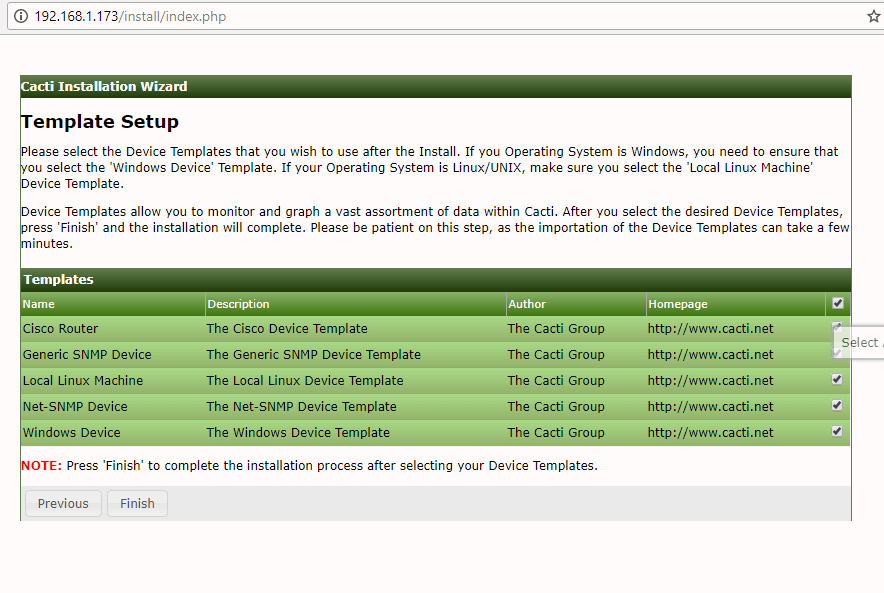 192.168.1.173/install/index.php
Cacti Installation Wizard
Template Setup
Please select the Device Templates that you wish to use after the Install. If you Operating System is Windows, you need to ensure that
you select the 'Windows Device' Template. If your Operating System is Linux/UNIX, make sure you select the 'Local Linux Machine'
Device Template.
Device Templates allow you to monitor and graph a vast assortment of data within Cacti. After you select the desired Device Templates,
press 'Finish' and the installation will complete. Please be patient on this step, as the importation of the Device Templates can take a few
minutes.
Templates
Name Description Author Homepage
Cisco Router The Cisco Device Template The Cacti Group http://www.cacti.net
Generic SNMP Device The Generic SNMP Device Template The Cacti Group http://www.cacti.net
Select
Local Linux Machine The Local Linux Device Template The Cacti Group http://www.cacti.net
Net-SNMP Device The Net-SNMP Device Template The Cacti Group http://www.cacti.net
Windows Device The Windows Device Template The Cacti Group http://www.cacti.net
NOTE: Press 'Finish' to complete the installation process after selecting your Device Templates.
Previous Finish